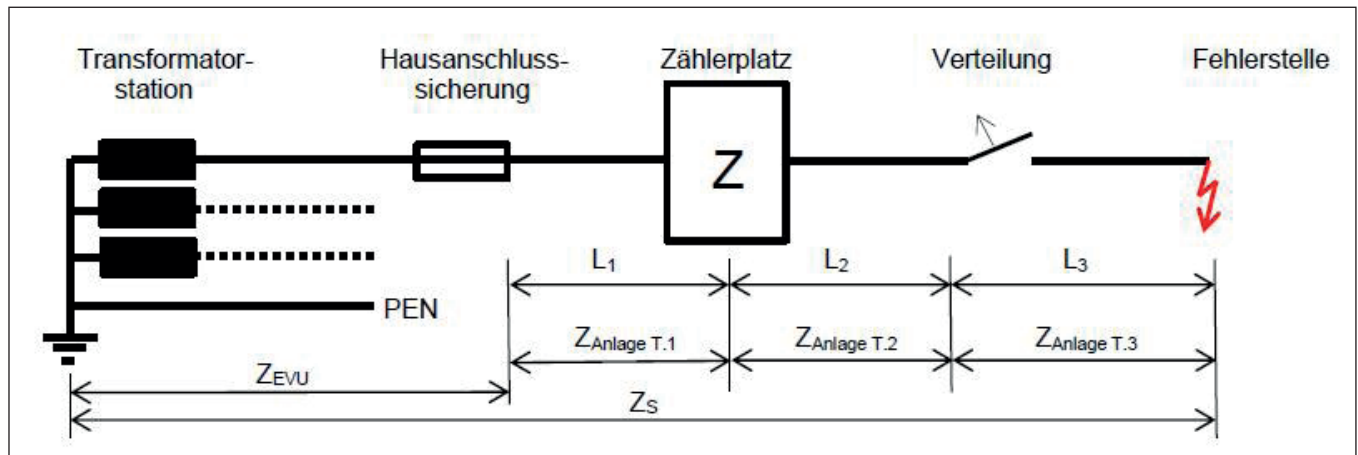 Transformator-
station
Hausanschluss-
sicherung
Zählerplatz
Verteilung
Fehlerstelle
Z
PEN
L1
L2
L3
ZAnlage T.1
ZAnlage T.2
ZAnlage T.3
ZEVU
ZS